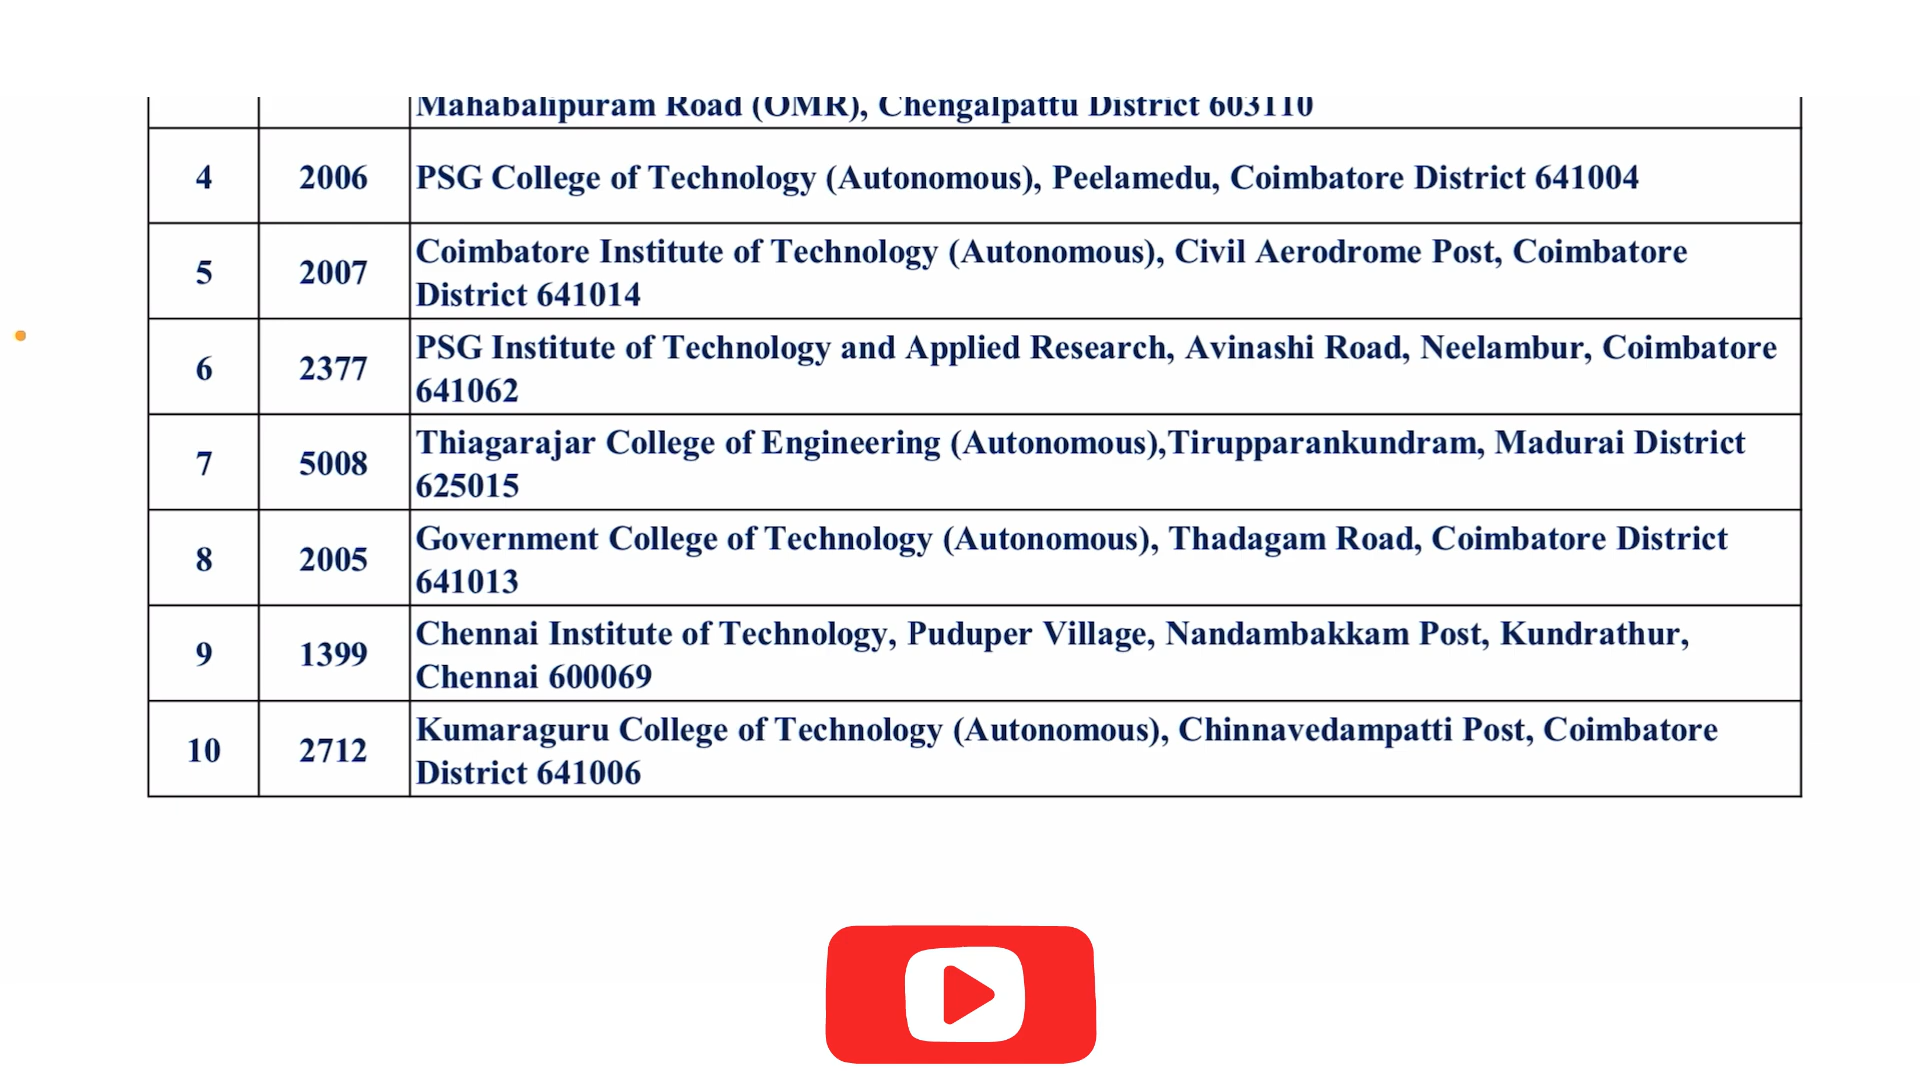 Mahabalipuram Road (OMR), Chengalpattu District 603110
4 2006 PSG College of Technology (Autonomous), Peelamedu, Coimbatore District 641004
5 2007 Coimbatore Institute of Technology (Autonomous), Civil Aerodrome Post, Coimbatore
District 641014
6 2377 PSG Institute of Technology and Applied Research, Avinashi Road, Neelambur, Coimbatore
641062
7 5008 Thiagarajar College of Engineering (Autonomous),Tirupparankundram, Madurai District
625015
8 2005 Government College of Technology (Autonomous), Thadagam Road, Coimbatore District
641013
9 1399 Chennai Institute of Technology, Puduper Village, Nandambakkam Post, Kundrathur,
Chennai 600069
10 2712 Kumaraguru College of Technology (Autonomous), Chinnavedampatti Post, Coimbatore
District 641006